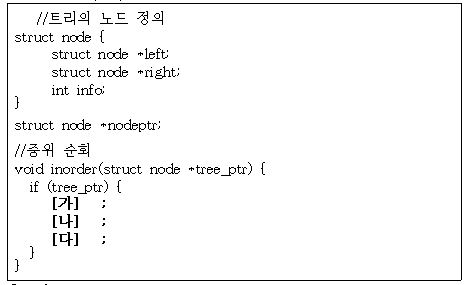 //트리의 노드 정의
struct node {
struct node *left;
struct node *right;
int info;
}
struct node *nodeptr;
//중위 순회
void inorder(struct node *tree_ptr) {
if (tree_ptr) {
[가] ;
[나] ;
[다] ;
}
}